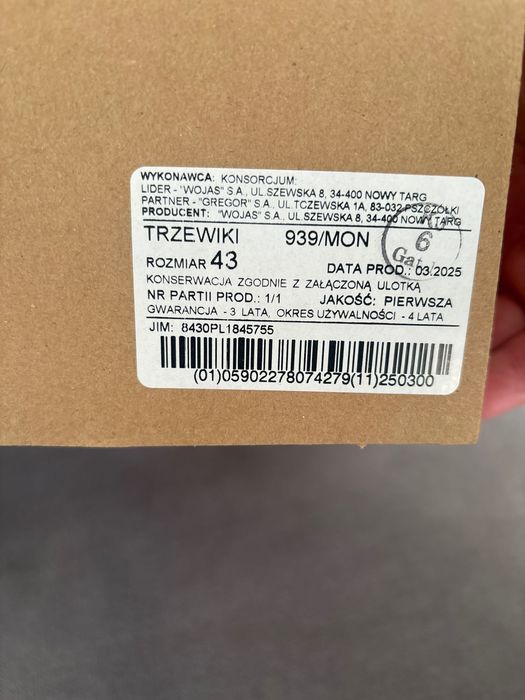 WYKONAWCA: KONSORCJUM:
LIDER - "WOJAS" S.A., UL.SZEWSKA 8, 34-400 NOWY TARG
PARTNER - "GREGOR" S.A., UL.TCZEWSKA 1A, 83-032 PSZCZÓŁKI
PRODUCENT: "WOJAS" S.A., UL SZEWSKA 8, 34-400 NOWY TARG
TRZEWIKI 939/MON
6
ROZMIAR 43 DATA PROD.: 03.2025
KONSERWACJA ZGODNIE Z ZAŁĄCZONĄ ULOTKĄ
NR PARTII PROD.: 1/1 JAKOŚĆ: PIERWSZA
GWARANCJA - 3 LATA, OKRES UŻYWALNOŚCI - 4 LATA
JIM: 8430PL1845755
(01)05902278074279(11)250300